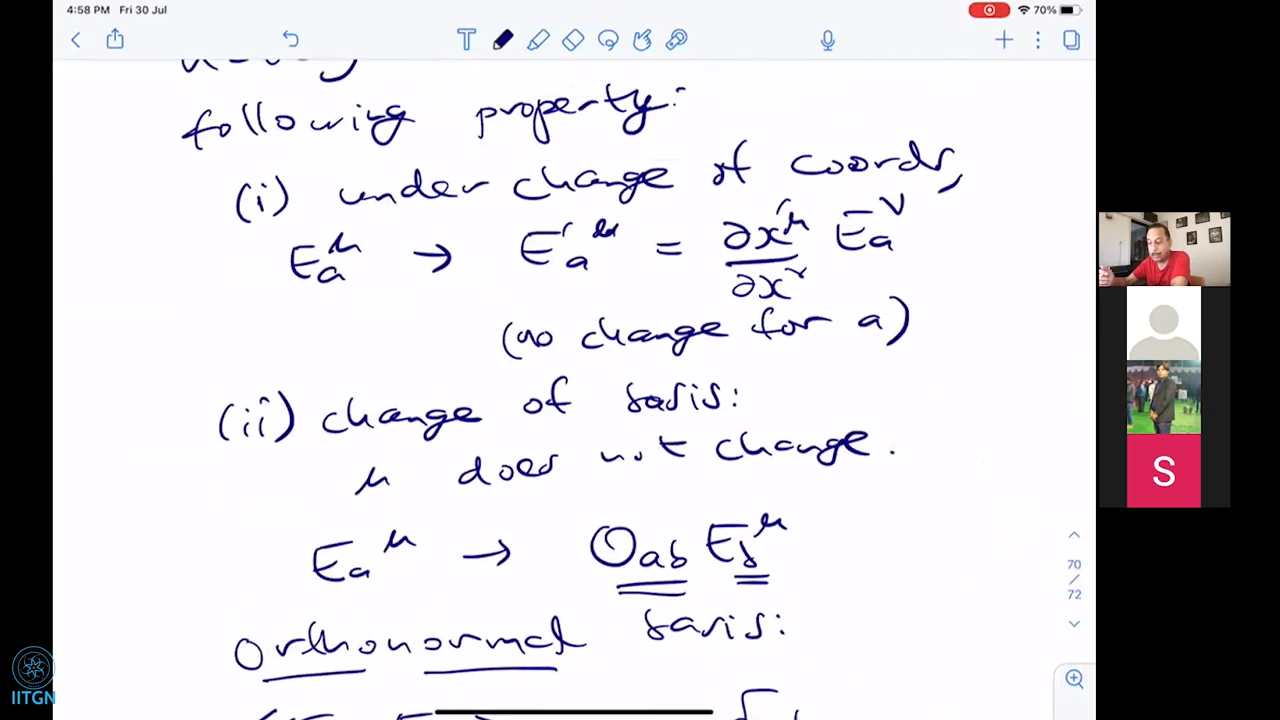 4:58 PM Fri 30 Jul
70%
following property:
(i) under change of coords,
E_a^μ → E'_a^μ = ∂x'^μ/∂x^ν E_a^ν
(no change for a)
(ii) change of basis:
μ does not change.
E_a^μ → O_ab E_b^μ
Orthonormal basis:
70
/
72
S
IITGN